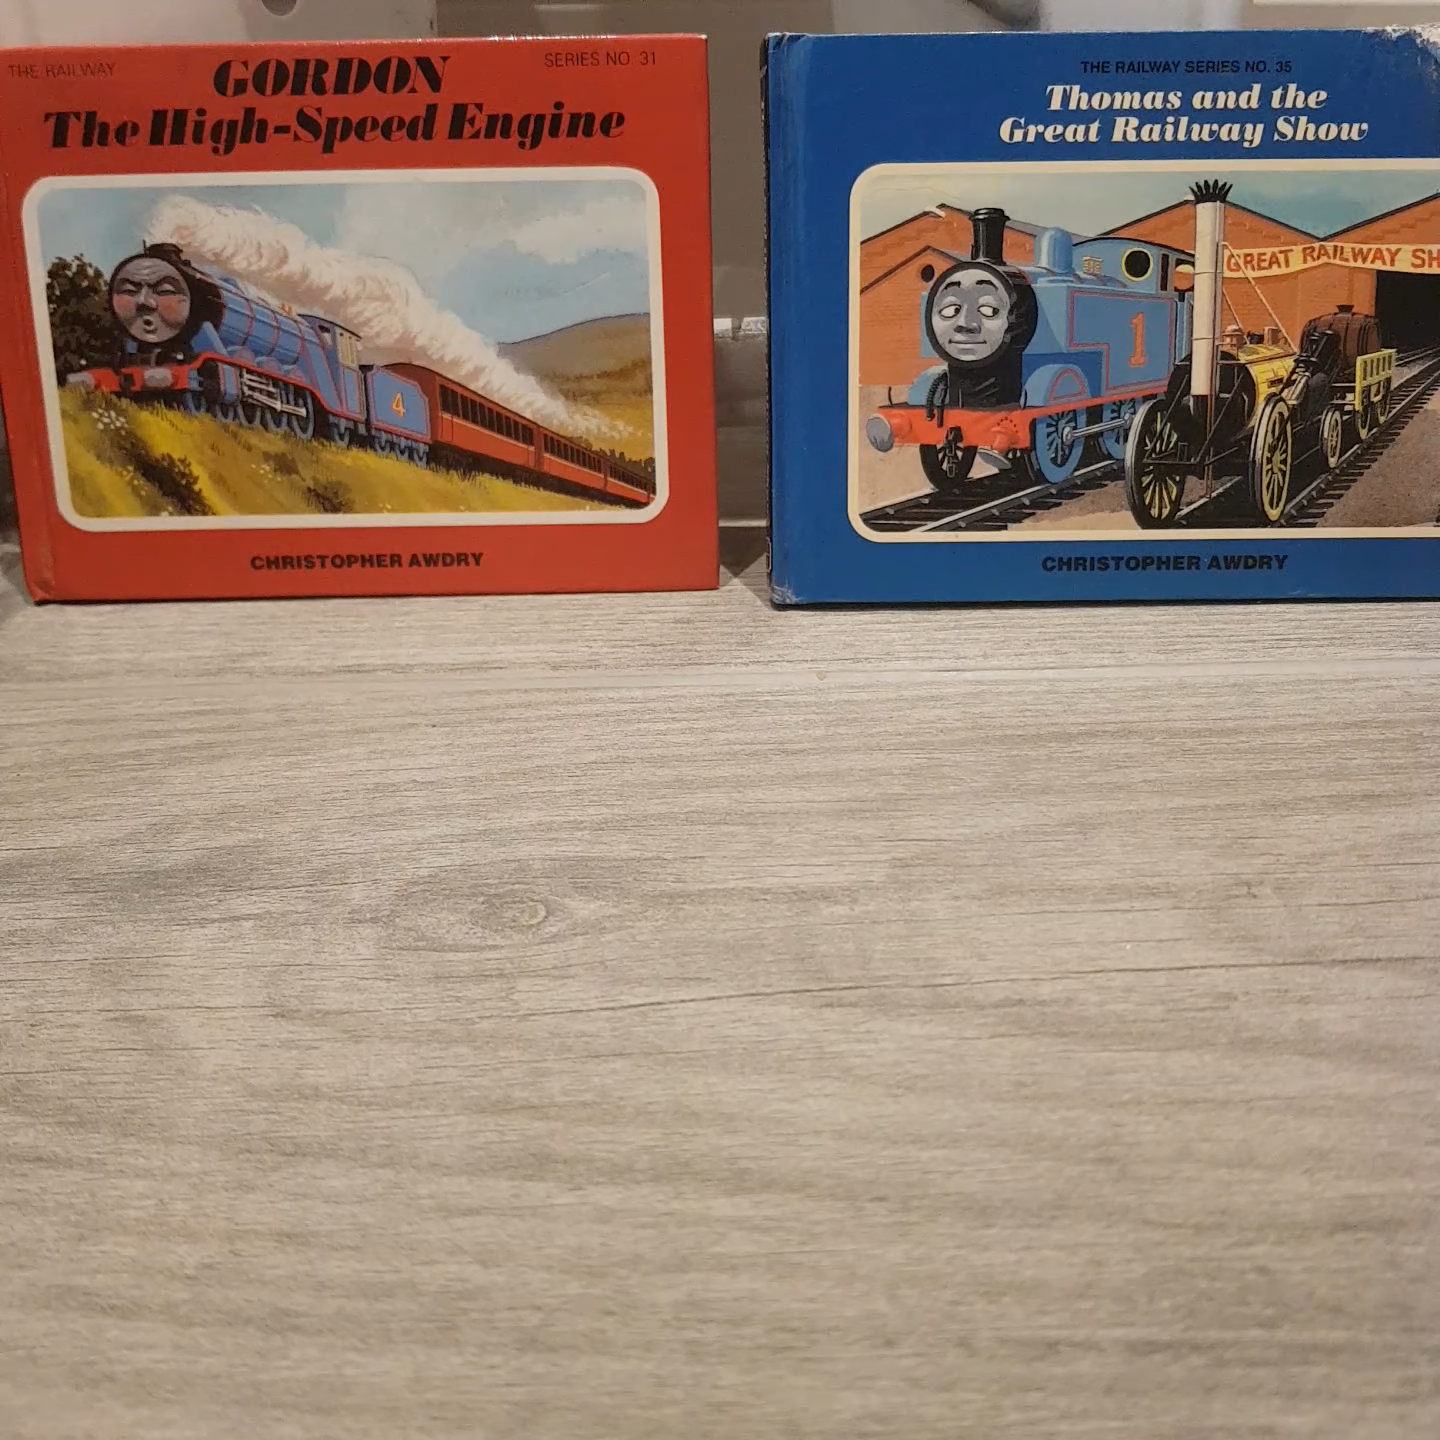 THE RAILWAY SERIES NO. 31
GORDON
The High-Speed Engine
4
CHRISTOPHER AWDRY
THE RAILWAY SERIES NO. 35
Thomas and the
Great Railway Show
GREAT RAILWAY SH
1
CHRISTOPHER AWDRY